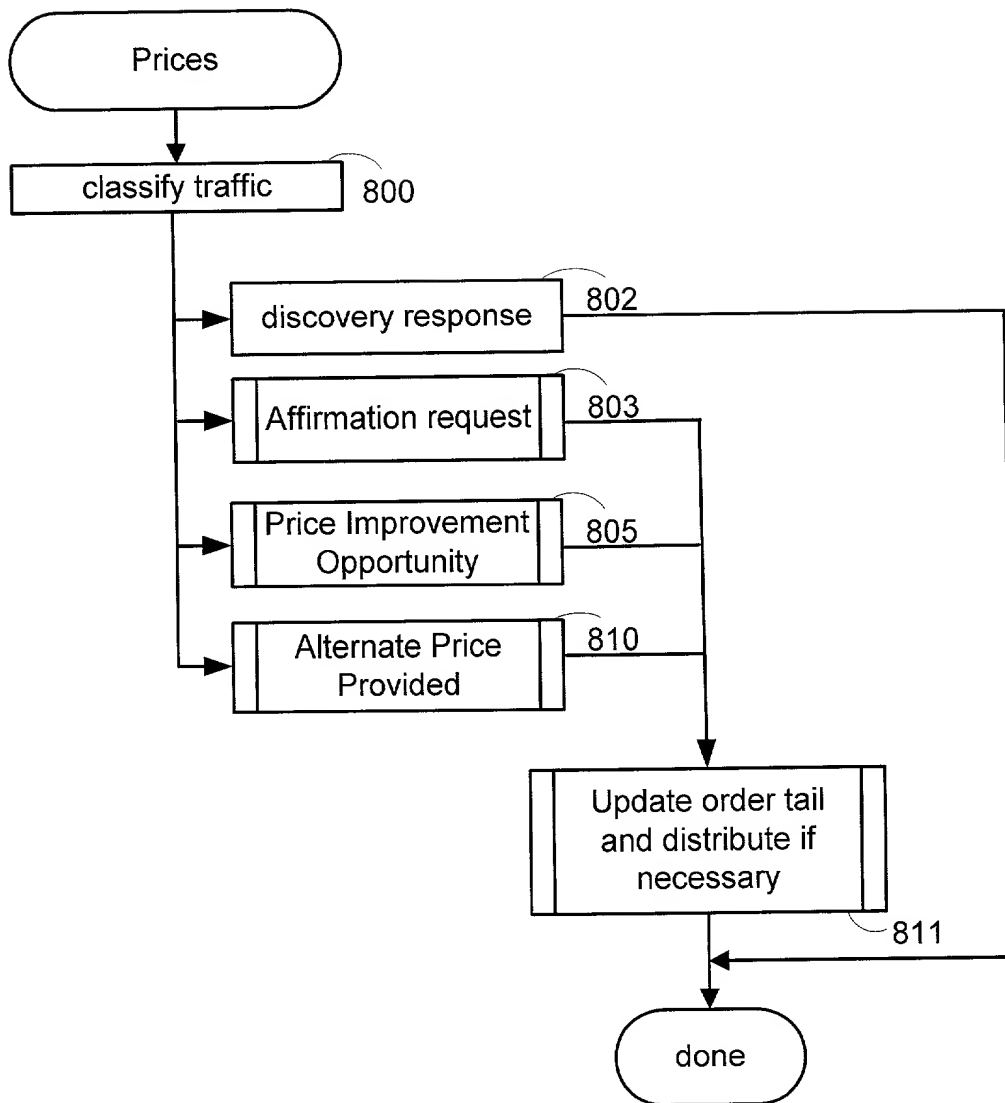 Prices
classify traffic
800
discovery response
802
Affirmation request
803
Price Improvement
Opportunity
805
Alternate Price
Provided
810
Update order tail
and distribute if
necessary
811
done